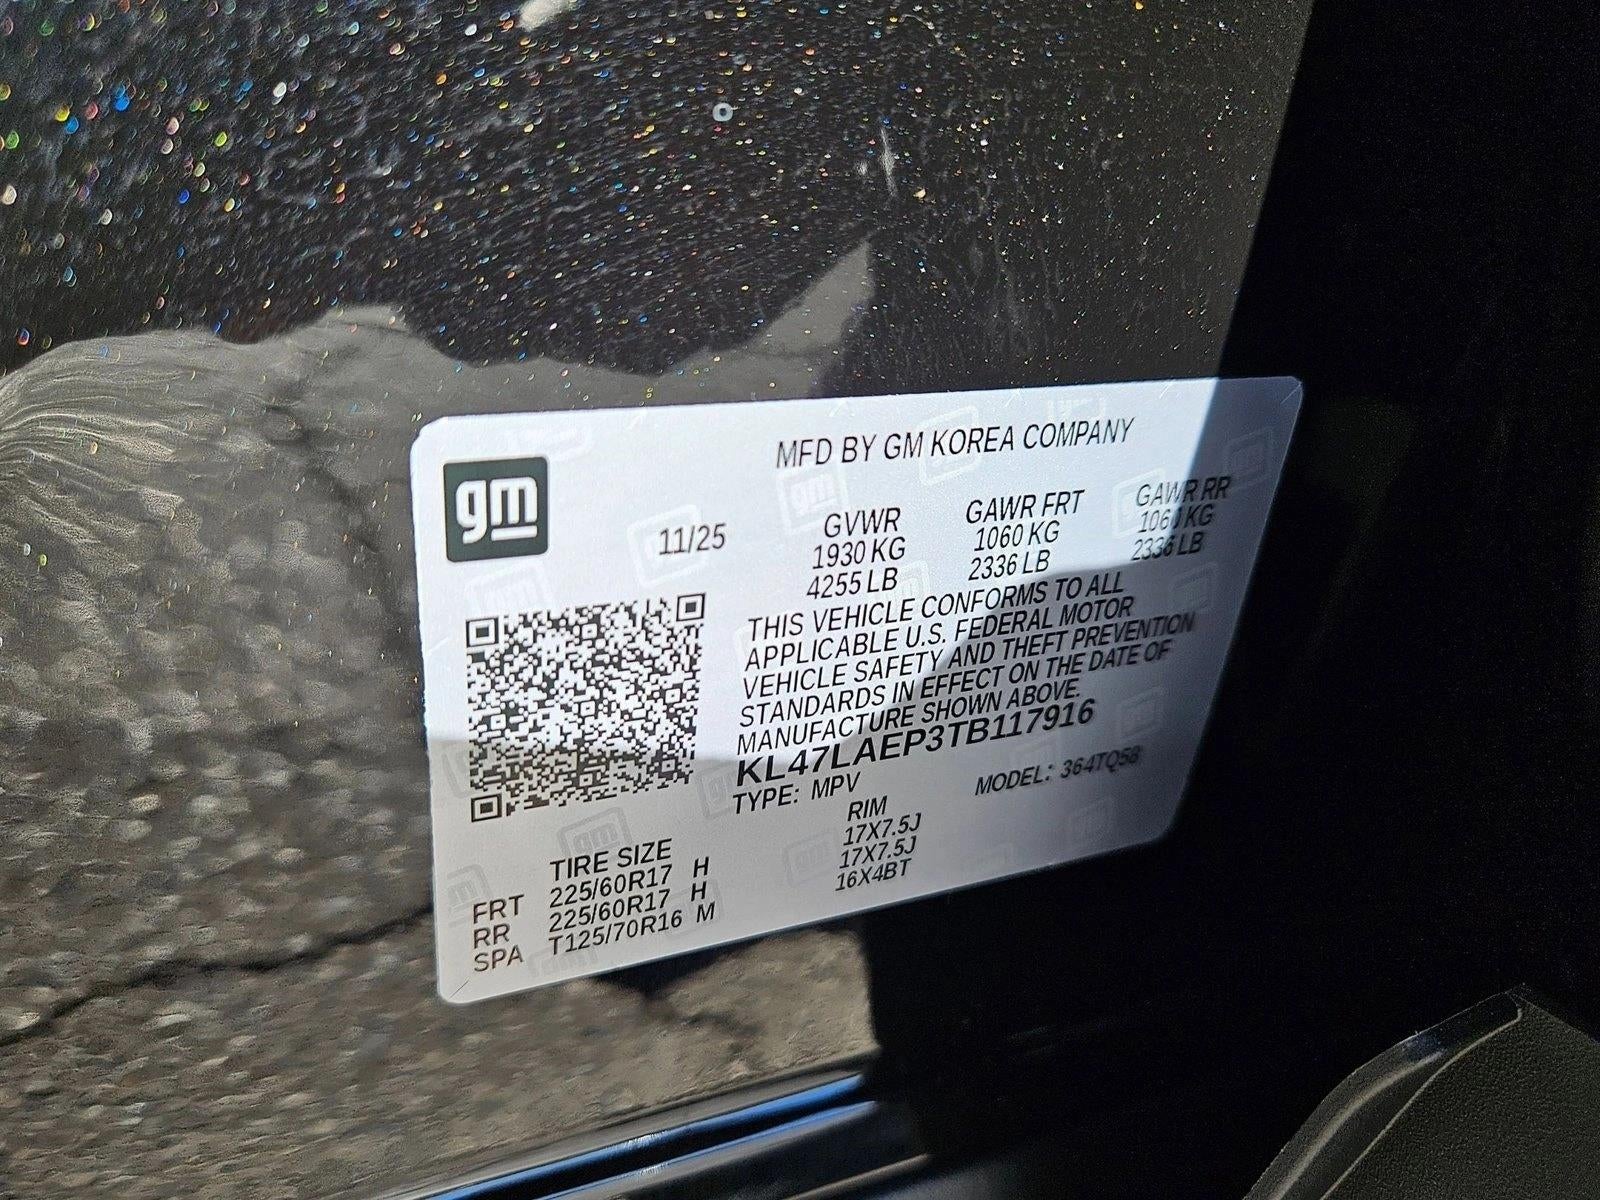 MFD BY GM KOREA COMPANY
gm
11/25
GVWR GAWR FRT GAWR RR
1930 KG 1060 KG 1060 KG
4255 LB 2336 LB 2336 LB
THIS VEHICLE CONFORMS TO ALL
APPLICABLE U.S. FEDERAL MOTOR
VEHICLE SAFETY AND THEFT PREVENTION
STANDARDS IN EFFECT ON THE DATE OF
MANUFACTURE SHOWN ABOVE.
KL47LAEP3TB117916
TYPE: MPV MODEL: 364TQ58
TIRE SIZE RIM
FRT 225/60R17 H 17X7.5J
RR 225/60R17 H 17X7.5J
SPA T125/70R16 M 16X4BT